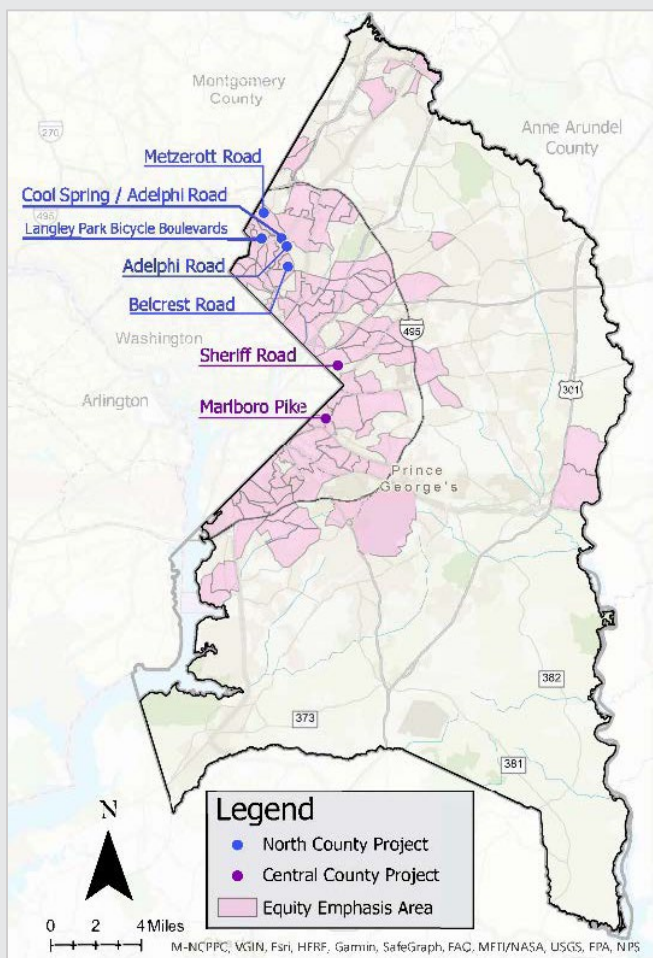 Montgomery
County
270
Anne Arundel
County
Metzerott Road
495
Cool Spring / Adelphi Road
Langley Park Bicycle Boulevards
Adelphi Road
Belcrest Road
Washington
495
Sheriff Road
301
Arlington
Marlboro Pike
Prince
George's
382
373
381
N
Legend
North County Project
Central County Project
Equity Emphasis Area
0 2 4 Miles
M-NCPPC, VGIN, Esri, HERE, Garmin, SafeGraph, FAO, METI/NASA, USGS, EPA, NPS